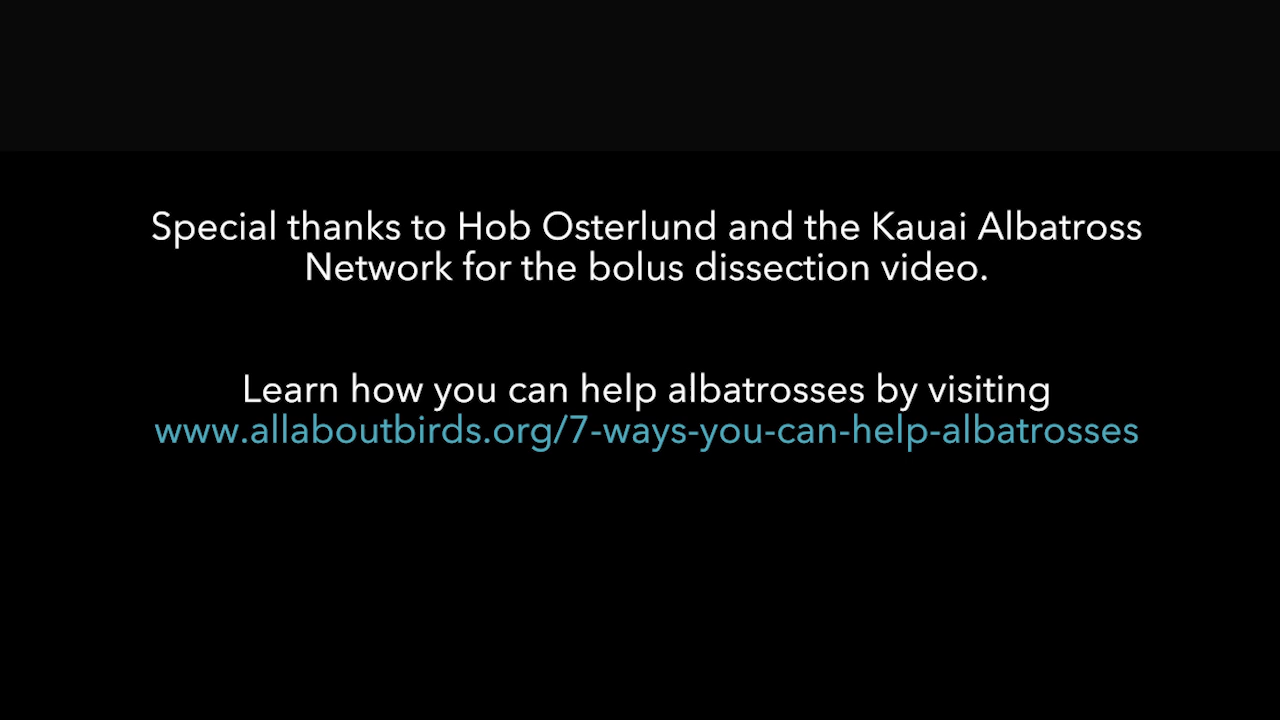 Special thanks to Hob Osterlund and the Kauai Albatross
Network for the bolus dissection video.
Learn how you can help albatrosses by visiting
www.allaboutbirds.org/7-ways-you-can-help-albatrosses